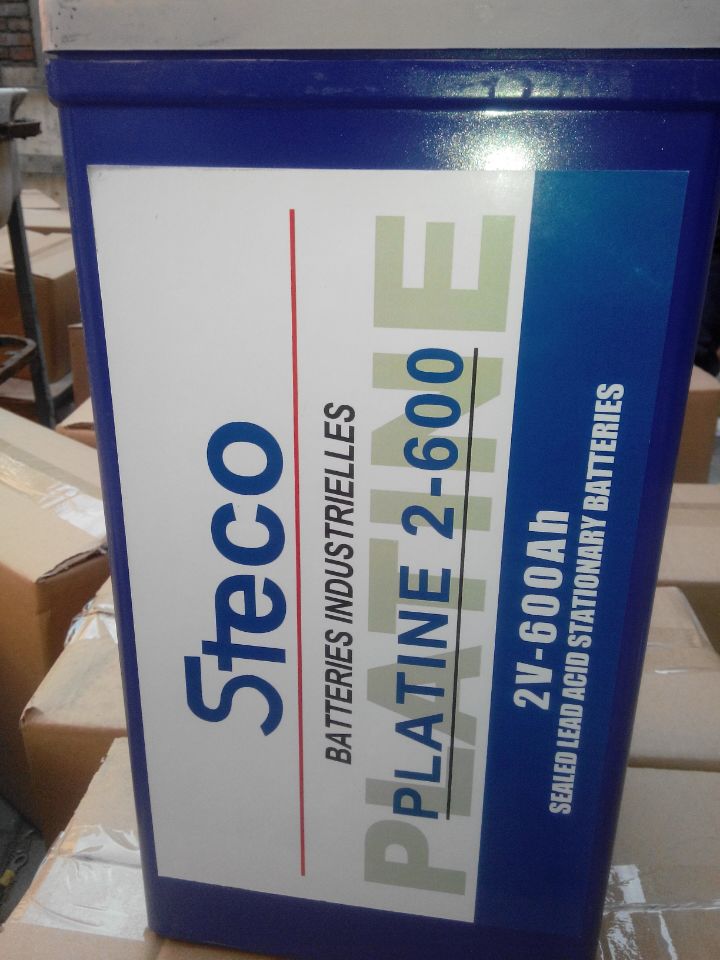 Steco
BATTERIES INDUSTRIELLES
PLATINE
PLATINE 2-600
2V-600Ah
SEALED LEAD ACID STATIONARY BATTERIES